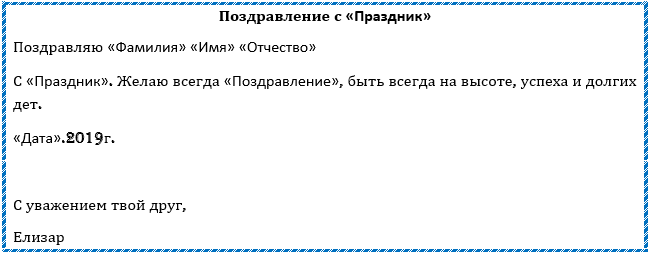 Поздравление с «Праздник»
Поздравляю «Фамилия» «Имя» «Отчество»
С «Праздник». Желаю всегда «Поздравление», быть всегда на высоте, успеха и долгих
дет.
«Дата».2019г.
С уважением твой друг,
Елизар